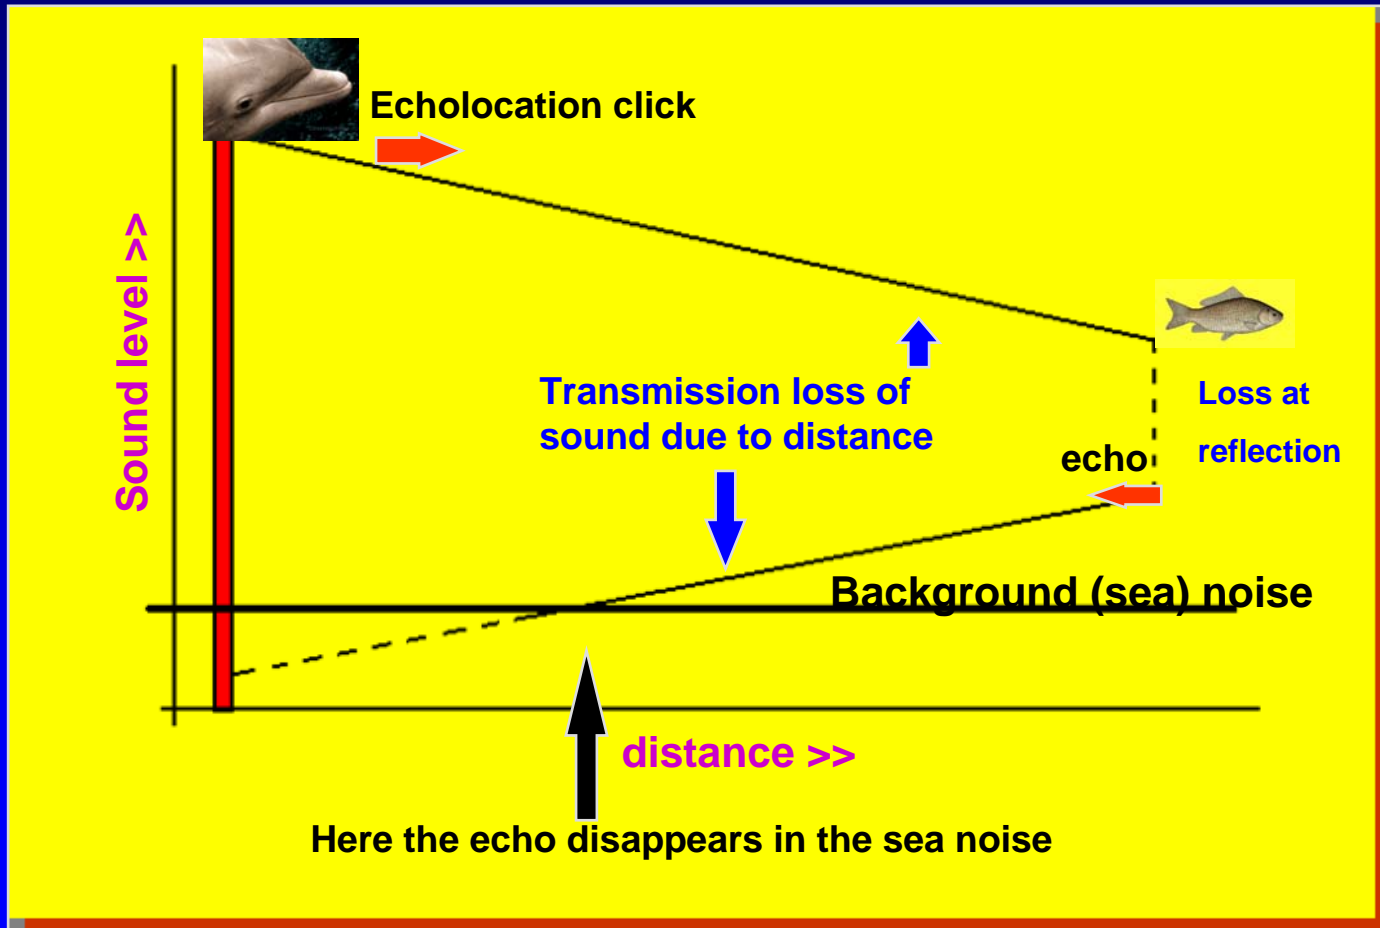 Echolocation click
Sound level >>
Transmission loss of
sound due to distance
Loss at
reflection
echo
Background (sea) noise
distance >>
Here the echo disappears in the sea noise